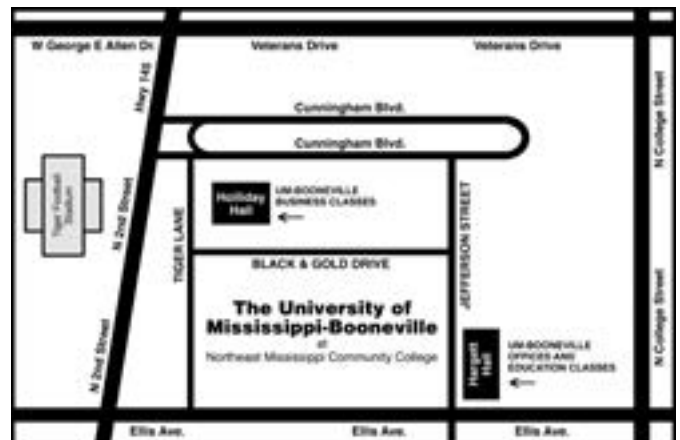 W George E Allen Dr.
Veterans Drive
Veterans Drive
Hwy 145
Cunningham Blvd.
Cunningham Blvd.
N College Street
Tiger Football
Stadium
N 2nd Street
TIGER LANE
Holliday
Hall
UM-BOONEVILLE
BUSINESS CLASSES
JEFFERSON STREET
BLACK & GOLD DRIVE
The University of
Mississippi-Booneville
at
Northeast Mississippi Community College
N 2nd Street
Hargett
Hall
UM-BOONEVILLE
OFFICES AND
EDUCATION CLASSES
N College Street
Ellis Ave.
Ellis Ave.
Ellis Ave.